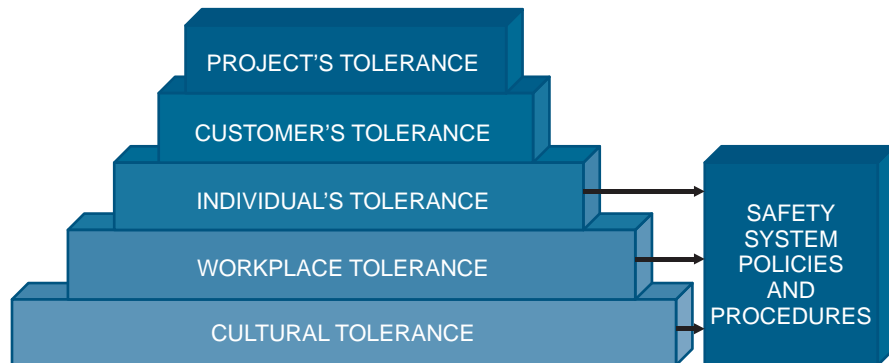 PROJECT’S TOLERANCE
CUSTOMER’S TOLERANCE
INDIVIDUAL’S TOLERANCE
WORKPLACE TOLERANCE
CULTURAL TOLERANCE
SAFETY
SYSTEM
POLICIES
AND
PROCEDURES